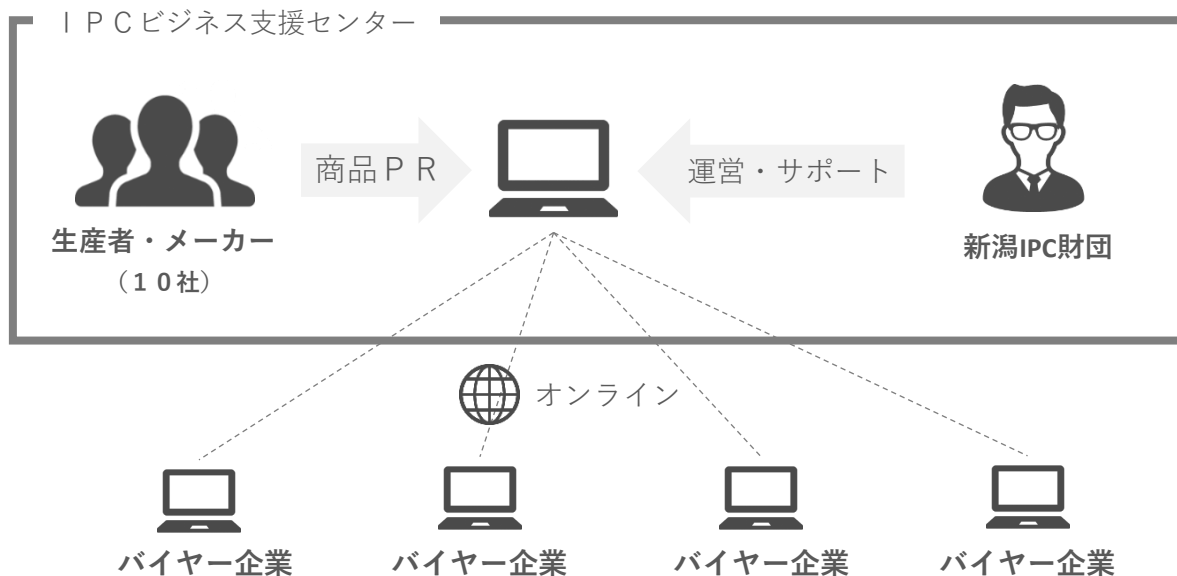 ＩＰＣビジネス支援センター
商品ＰＲ
運営・サポート
生産者・メーカー
（１０社）
新潟IPC財団
オンライン
バイヤー企業
バイヤー企業
バイヤー企業
バイヤー企業